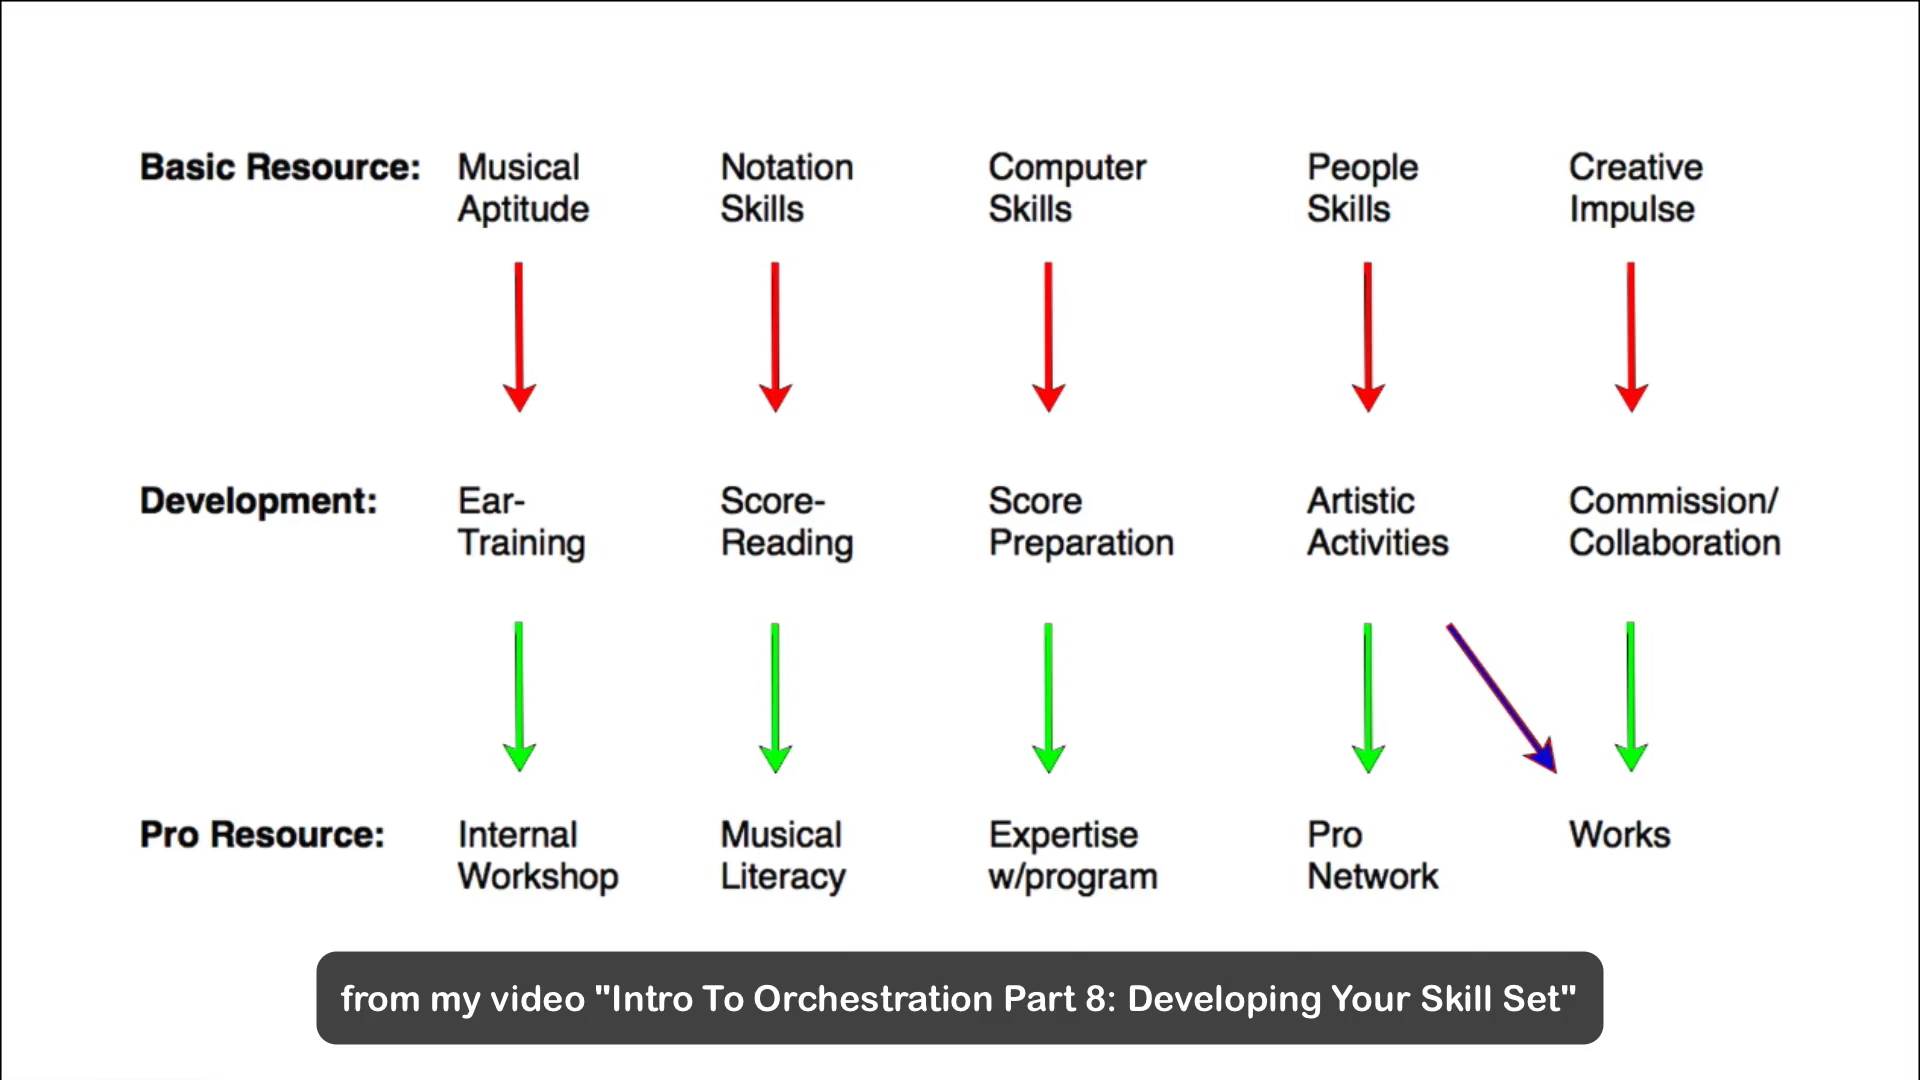 Basic Resource: Musical Aptitude Notation Skills Computer Skills People Skills Creative Impulse
Development: Ear-Training Score-Reading Score Preparation Artistic Activities Commission/Collaboration
Pro Resource: Internal Workshop Musical Literacy Expertise w/program Pro Network Works
from my video "Intro To Orchestration Part 8: Developing Your Skill Set"